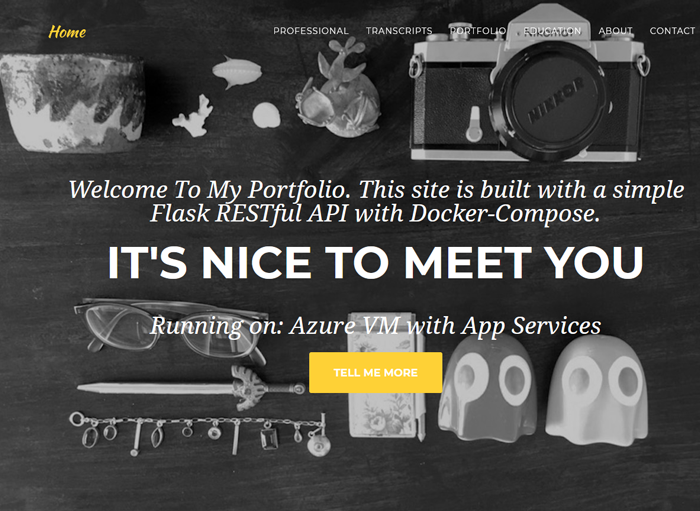 Home
PROFESSIONAL TRANSCRIPTS PORTFOLIO EDUCATION ABOUT CONTACT
NIKKOR
Welcome To My Portfolio. This site is built with a simple
Flask RESTful API with Docker-Compose.
IT'S NICE TO MEET YOU
Running on: Azure VM with App Services
TELL ME MORE